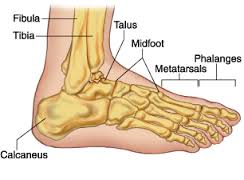 Fibula
Tibia
Talus
Midfoot
Phalanges
Metatarsals
Calcaneus